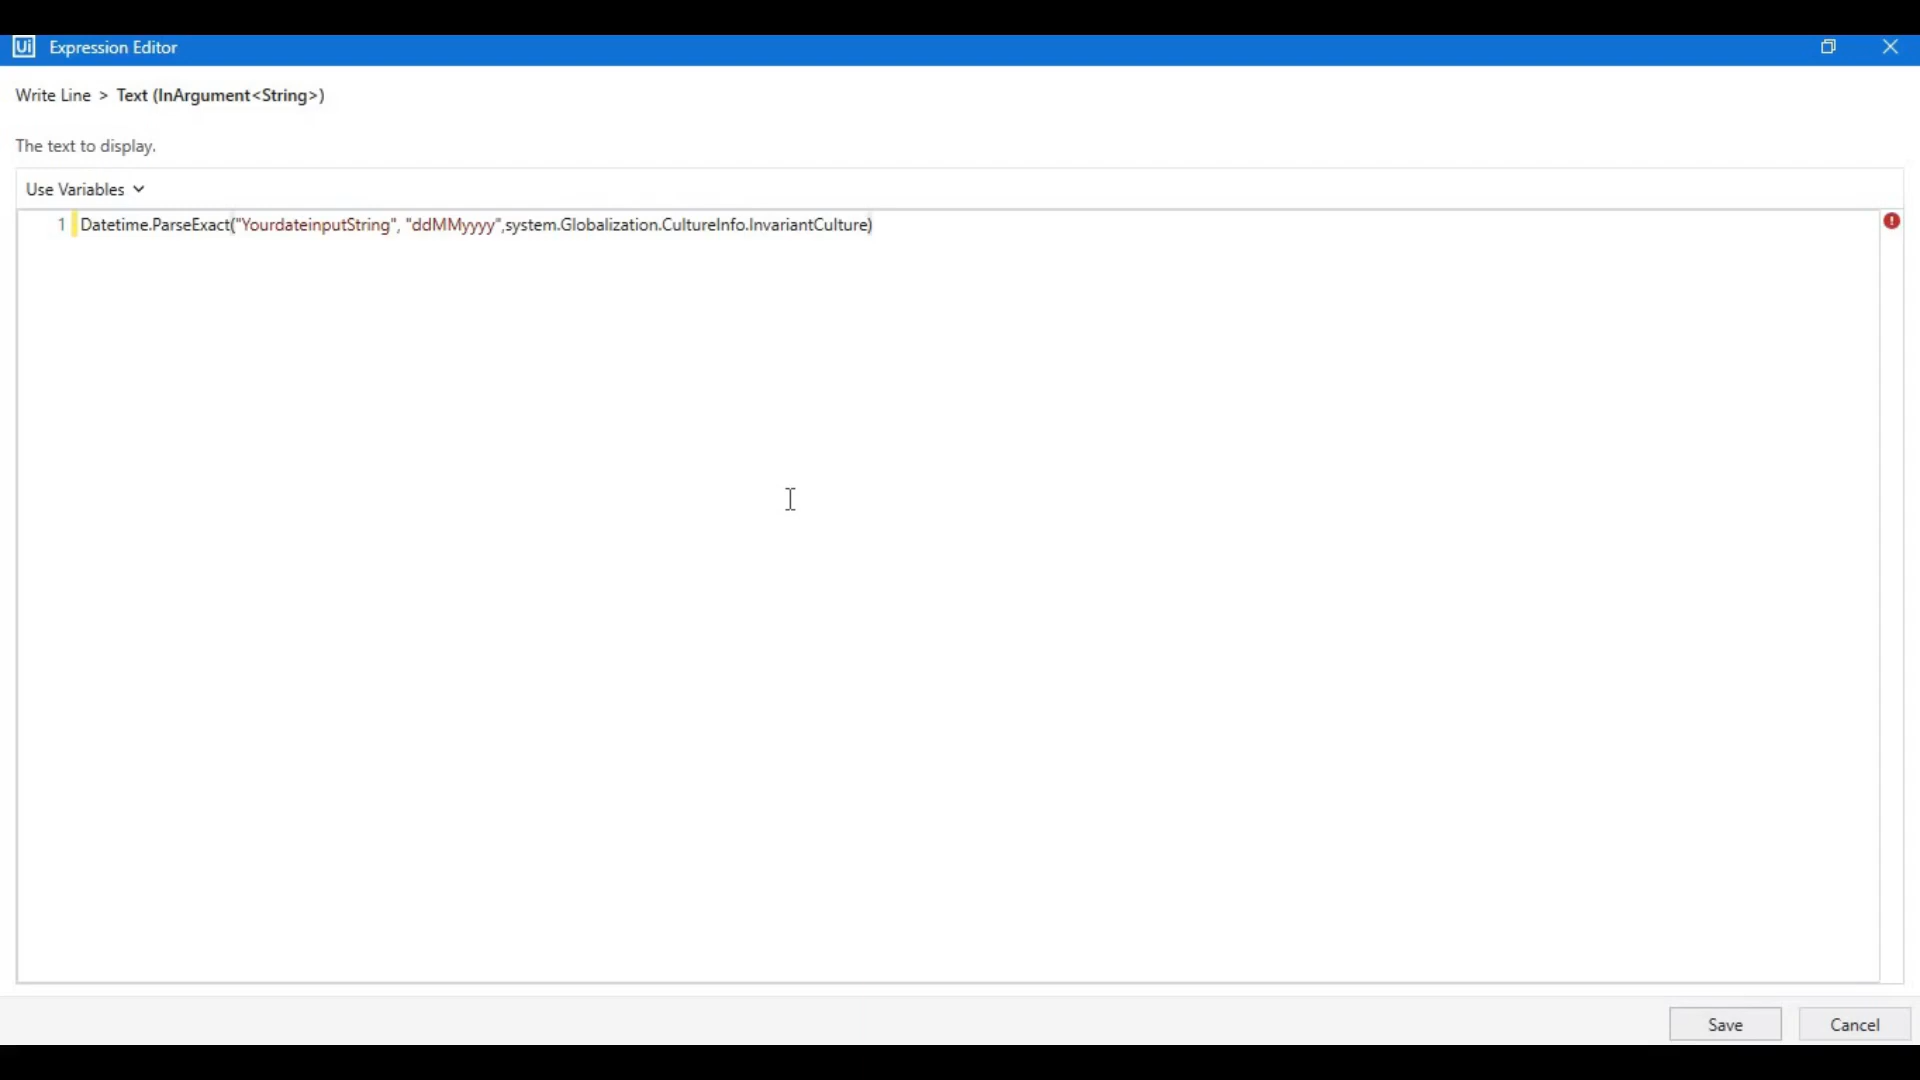 Ui Expression Editor
Write Line > Text (InArgument<String>)
The text to display.
Use Variables
1 Datetime.ParseExact("YourdateinputString", "ddMMyyyy",system.Globalization.CultureInfo.InvariantCulture)
Save Cancel